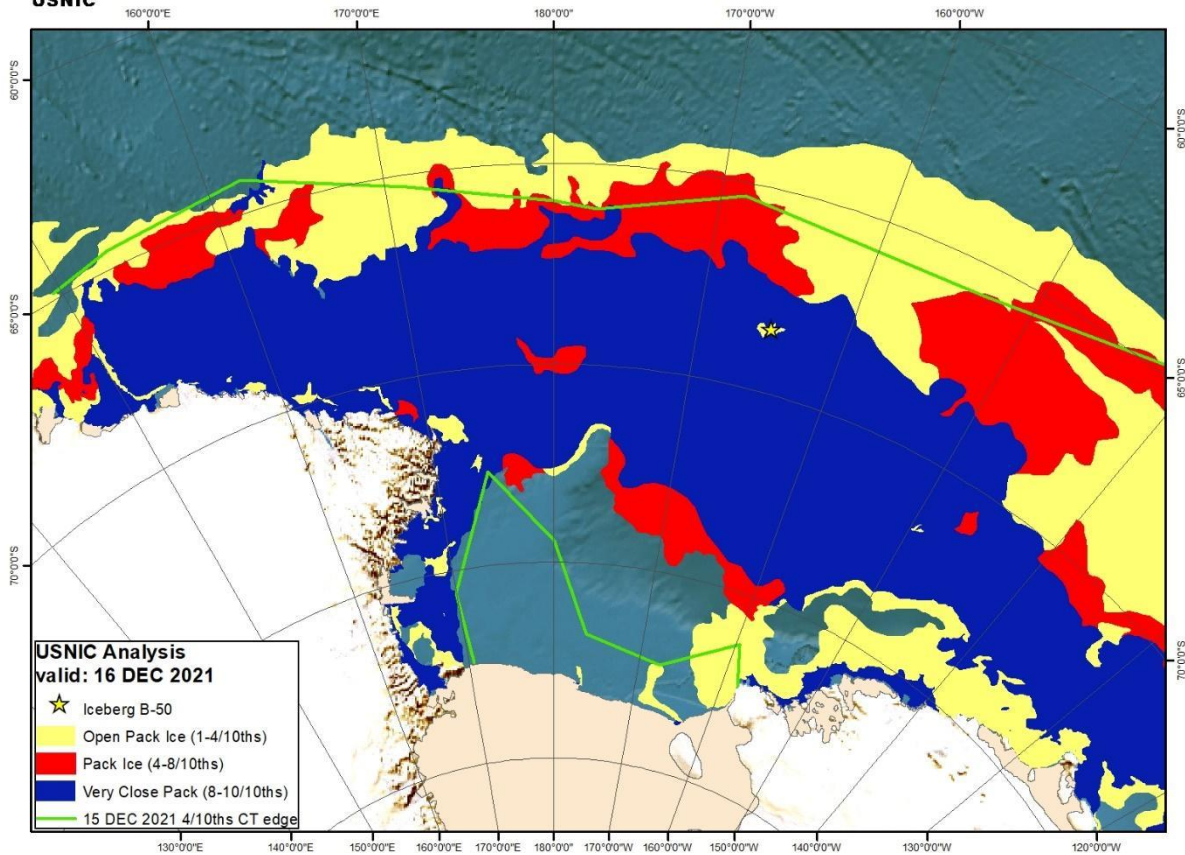 USNIC
160°0'0"E 170°0'0"E 180°0'0" 170°0'0"W 160°0'0"W
60°0'0"S 60°0'0"S
65°0'0"S 65°0'0"S
70°0'0"S 70°0'0"S
USNIC Analysis
valid: 16 DEC 2021
Iceberg B-50
Open Pack Ice (1-4/10ths)
Pack Ice (4-8/10ths)
Very Close Pack (8-10/10ths)
15 DEC 2021 4/10ths CT edge
130°0'0"E 140°0'0"E 150°0'0"E 160°0'0"E 170°0'0"E 180°0'0" 170°0'0"W 160°0'0"W 150°0'0"W 140°0'0"W 130°0'0"W 120°0'0"W